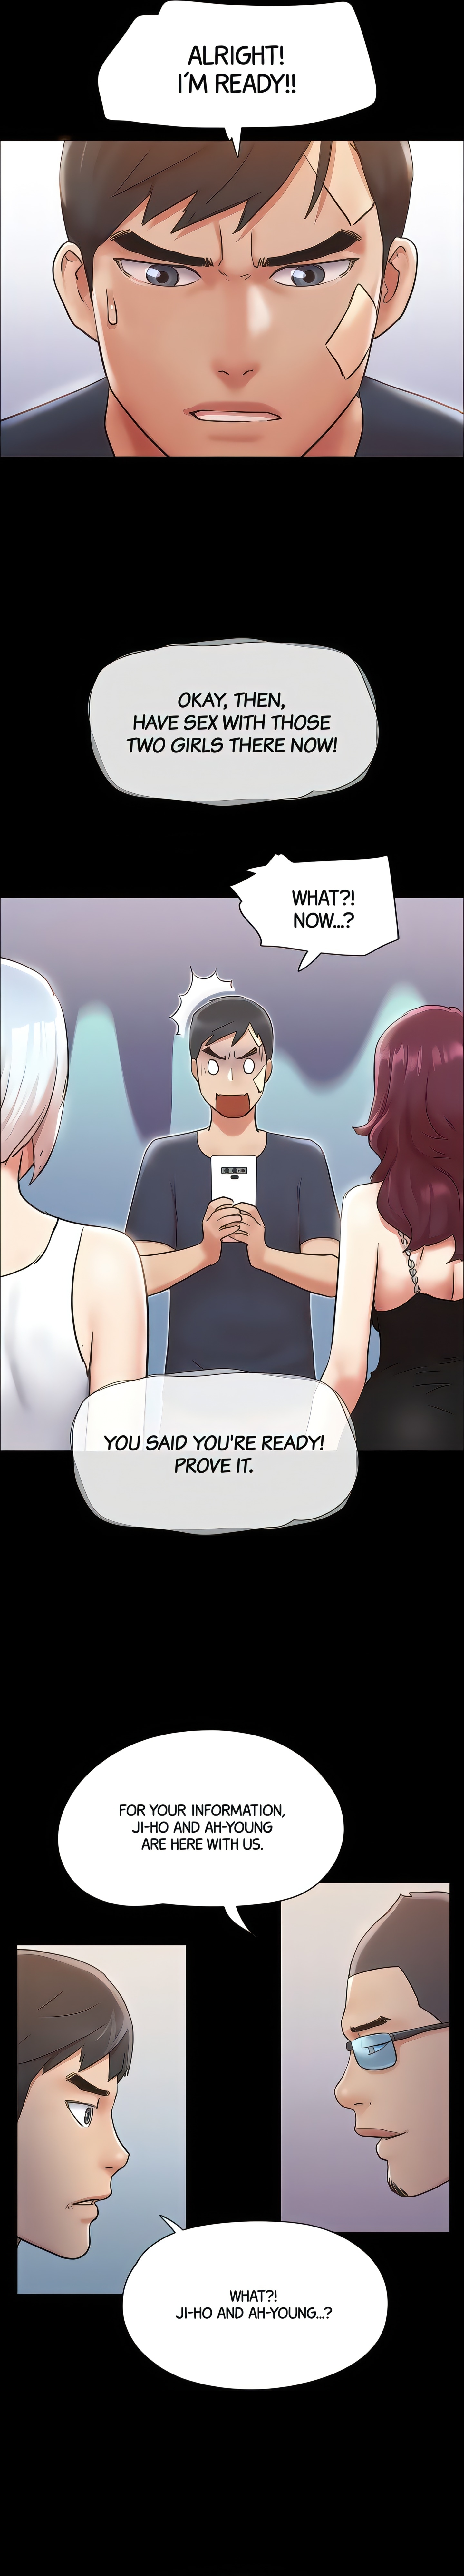 ALRIGHT!
I'M READY!!
OKAY, THEN,
HAVE SEX WITH THOSE
TWO GIRLS THERE NOW!
WHAT?!
NOW...?
YOU SAID YOU'RE READY!
PROVE IT.
FOR YOUR INFORMATION,
JI-HO AND AH-YOUNG
ARE HERE WITH US.
WHAT?!
JI-HO AND AH-YOUNG...?